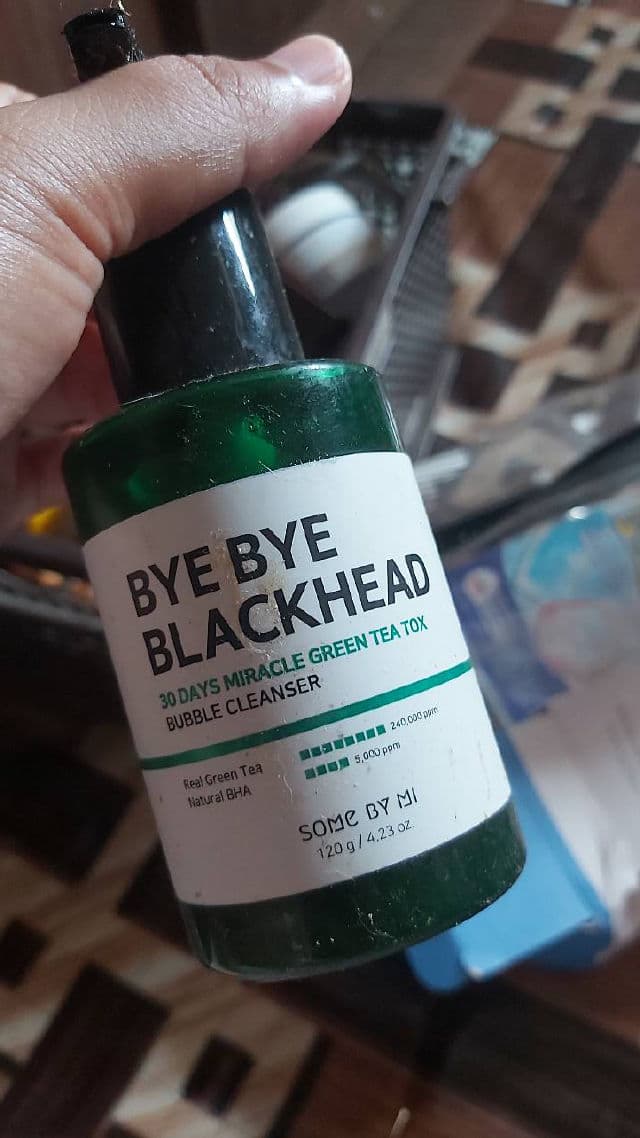 BYE BYE
BLACKHEAD
30 DAYS MIRACLE GREEN TEA TOX
BUBBLE CLEANSER
Real Green Tea 240,000 ppm
Natural BHA 5,000 ppm
SOME BY MI
120 g / 4.23 oz